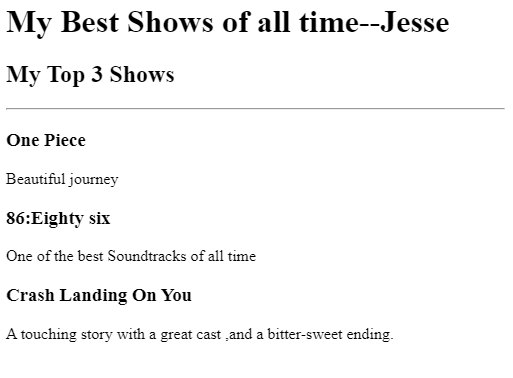 My Best Shows of all time--Jesse
My Top 3 Shows
One Piece
Beautiful journey
86:Eighty six
One of the best Soundtracks of all time
Crash Landing On You
A touching story with a great cast ,and a bitter-sweet ending.